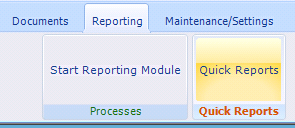 Documents Reporting Maintenance/Settings
Start Reporting Module Quick Reports
Processes Quick Reports